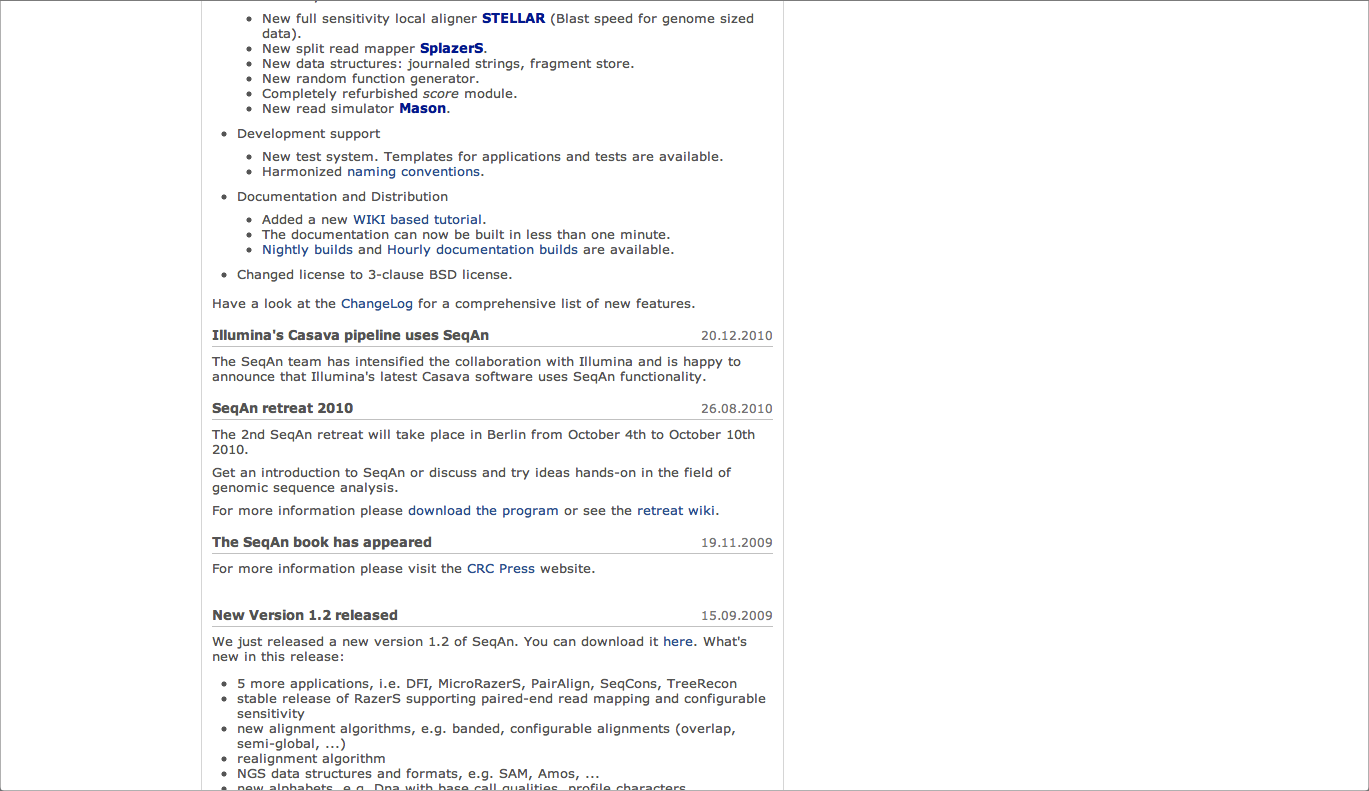 New full sensitivity local aligner STELLAR (Blast speed for genome sized
data).
New split read mapper SplazerS.
New data structures: journaled strings, fragment store.
New random function generator.
Completely refurbished score module.
New read simulator Mason.
Development support
New test system. Templates for applications and tests are available.
Harmonized naming conventions.
Documentation and Distribution
Added a new WIKI based tutorial.
The documentation can now be built in less than one minute.
Nightly builds and Hourly documentation builds are available.
Changed license to 3-clause BSD license.
Have a look at the ChangeLog for a comprehensive list of new features.
Illumina's Casava pipeline uses SeqAn 20.12.2010
The SeqAn team has intensified the collaboration with Illumina and is happy to
announce that Illumina's latest Casava software uses SeqAn functionality.
SeqAn retreat 2010 26.08.2010
The 2nd SeqAn retreat will take place in Berlin from October 4th to October 10th
2010.
Get an introduction to SeqAn or discuss and try ideas hands-on in the field of
genomic sequence analysis.
For more information please download the program or see the retreat wiki.
The SeqAn book has appeared 19.11.2009
For more information please visit the CRC Press website.
New Version 1.2 released 15.09.2009
We just released a new version 1.2 of SeqAn. You can download it here. What's
new in this release:
5 more applications, i.e. DFI, MicroRazerS, PairAlign, SeqCons, TreeRecon
stable release of RazerS supporting paired-end read mapping and configurable
sensitivity
new alignment algorithms, e.g. banded, configurable alignments (overlap,
semi-global, ...)
realignment algorithm
NGS data structures and formats, e.g. SAM, Amos, ...
new alphabets, e.g. Dna with base call qualities, profile characters